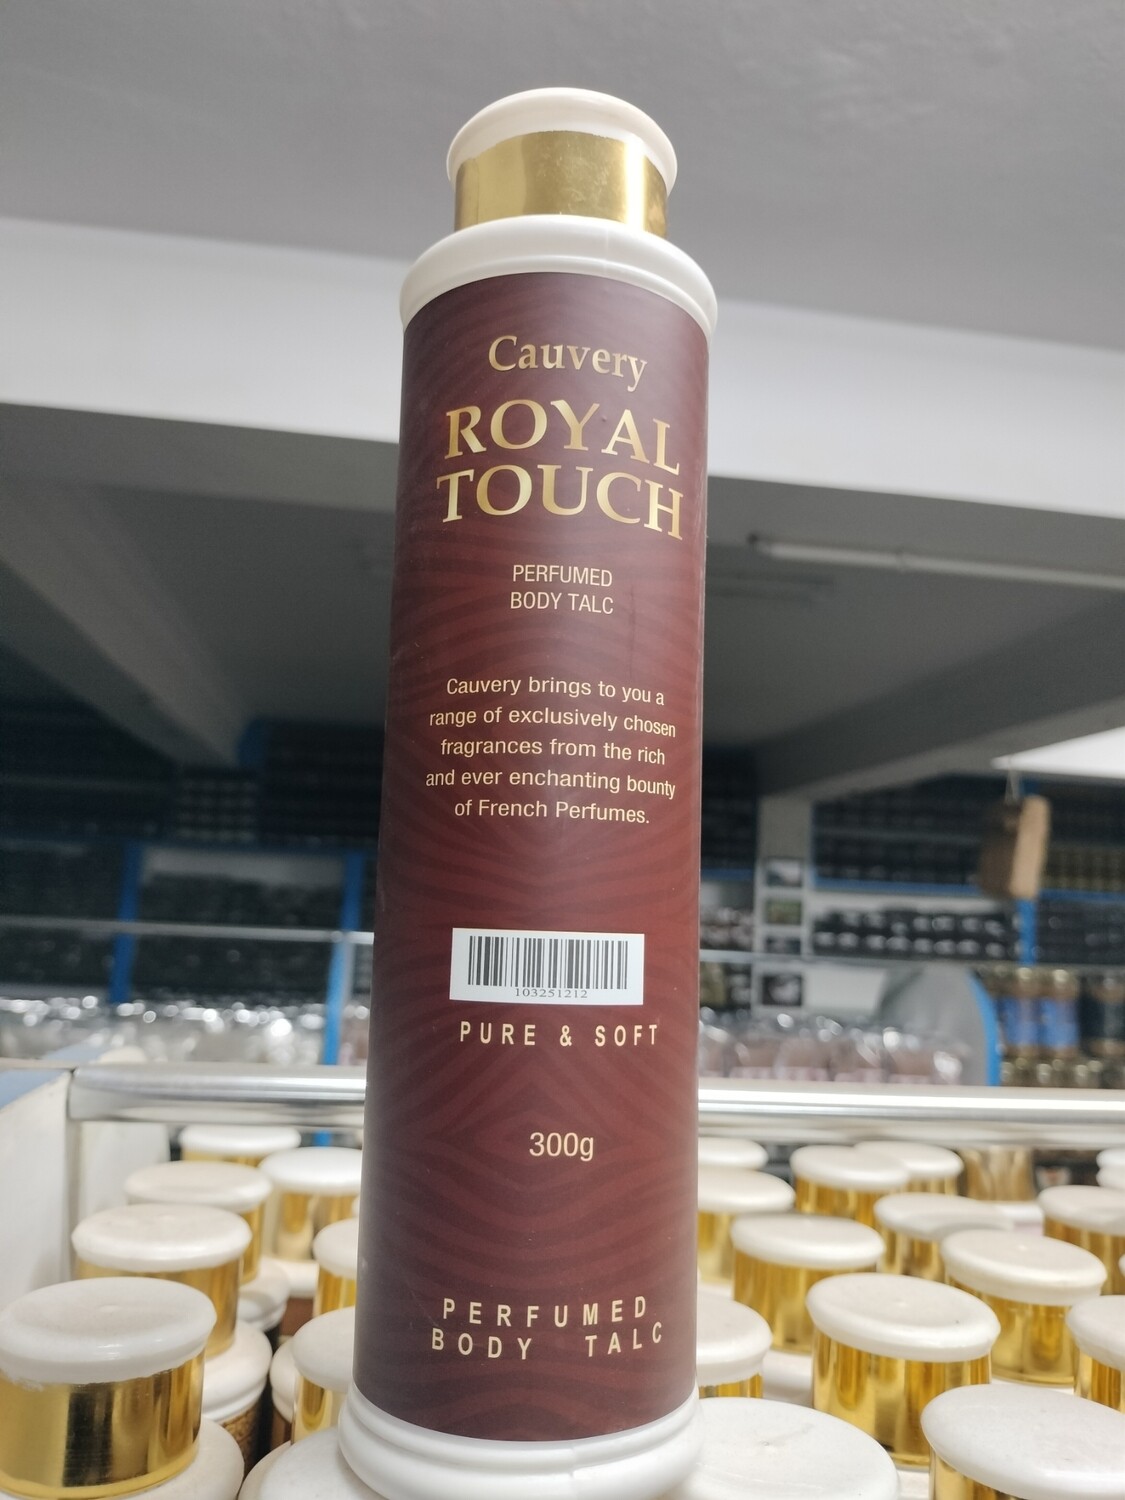 Cauvery
ROYAL
TOUCH
PERFUMED
BODY TALC
Cauvery brings to you a
range of exclusively chosen
fragrances from the rich
and ever enchanting bounty
of French Perfumes.
103251212
PURE & SOFT
300g
PERFUMED
BODY TALC